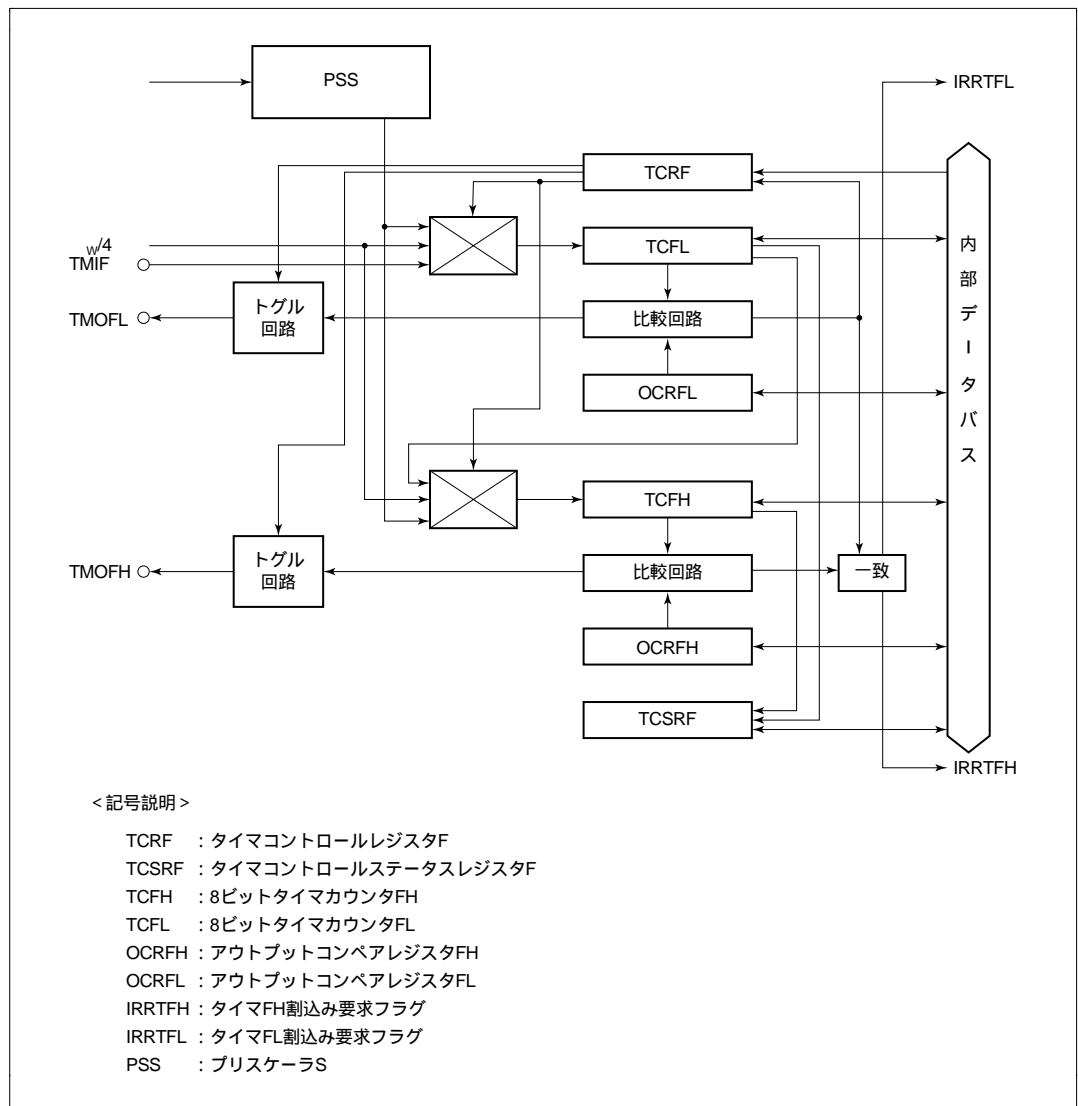 PSS
IRRTFL
TCRF
W/4
TMIF
TCFL
内部データバス
トグル
回路
TMOFL
比較回路
OCRFL
TCFH
トグル
回路
TMOFH
比較回路
一致
OCRFH
TCSRF
IRRTFH
<記号説明>
TCRF :タイマコントロールレジスタF
TCSRF :タイマコントロールステータスレジスタF
TCFH :8ビットタイマカウンタFH
TCFL :8ビットタイマカウンタFL
OCRFH :アウトプットコンペアレジスタFH
OCRFL :アウトプットコンペアレジスタFL
IRRTFH :タイマFH割込み要求フラグ
IRRTFL :タイマFL割込み要求フラグ
PSS :プリスケーラS